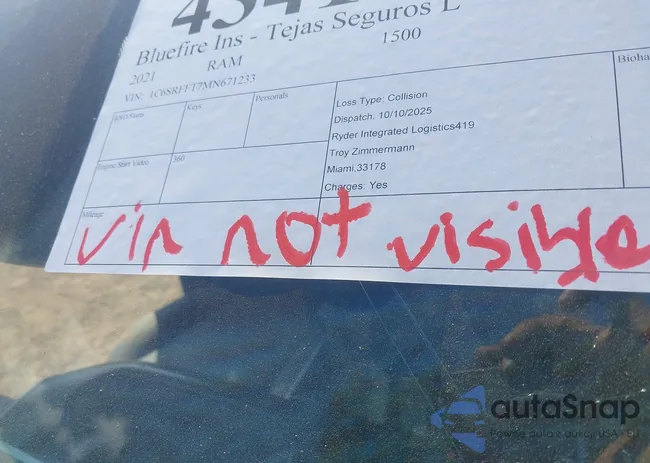 Bluefire Ins - Tejas Seguros L
2021 RAM 1500
VIN: 1C6SRFFT7MN671233
Keys
Personals
Loss Type: Collision
Dispatch. 10/10/2025
Ryder Integrated Logistics419
Troy Zimmermann
Miami,33178
Charges: Yes
Bioha
Engine Start Video
360
Mileage
vin not visible
autaSnap